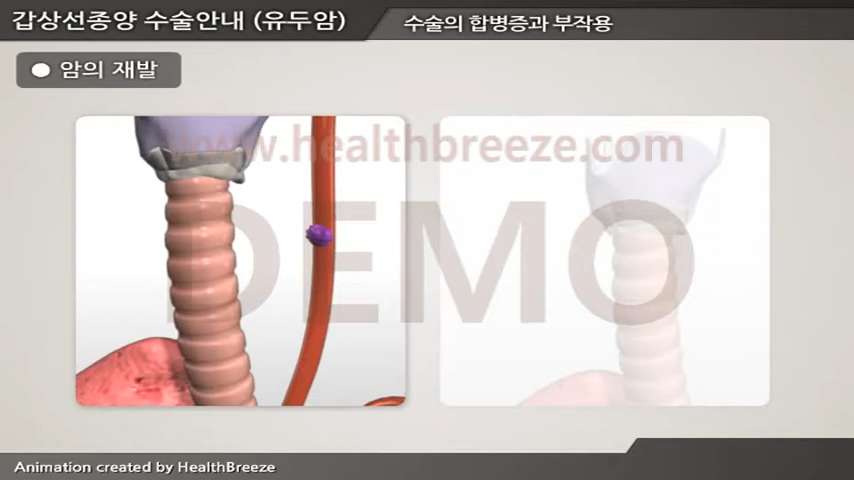 갑상선종양 수술안내 (유두암)
수술의 합병증과 부작용
암의 재발
www.healthbreeze.com
DEMO
Animation created by HealthBreeze